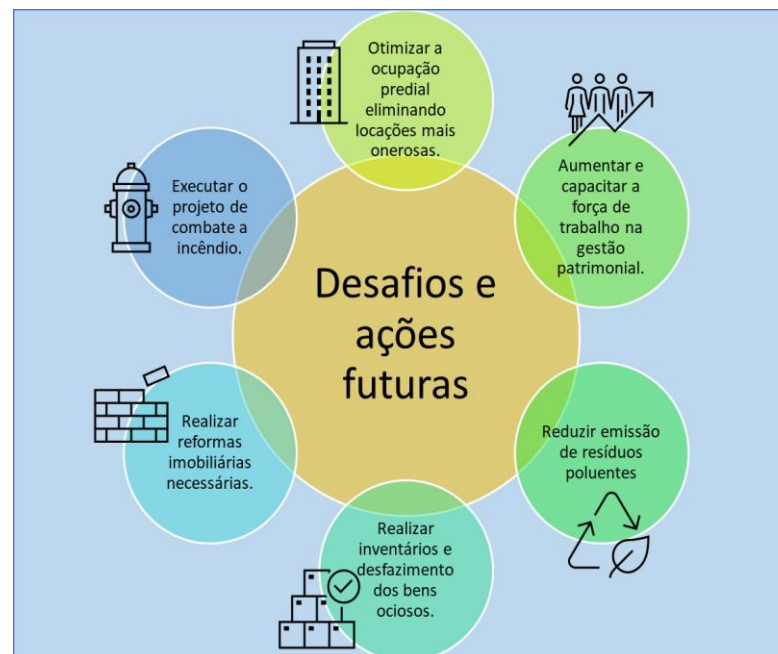 Desafios e
ações
futuras
Otimizar a
ocupação
predial
eliminando
locações mais
onerosas.
Aumentar e
capacitar a
força de
trabalho na
gestão
patrimonial.
Reduzir emissão
de resíduos
poluentes
Realizar
inventários e
desfazimento
dos bens
ociosos.
Realizar
reformas
imobiliárias
necessárias.
Executar o
projeto de
combate a
incêndio.